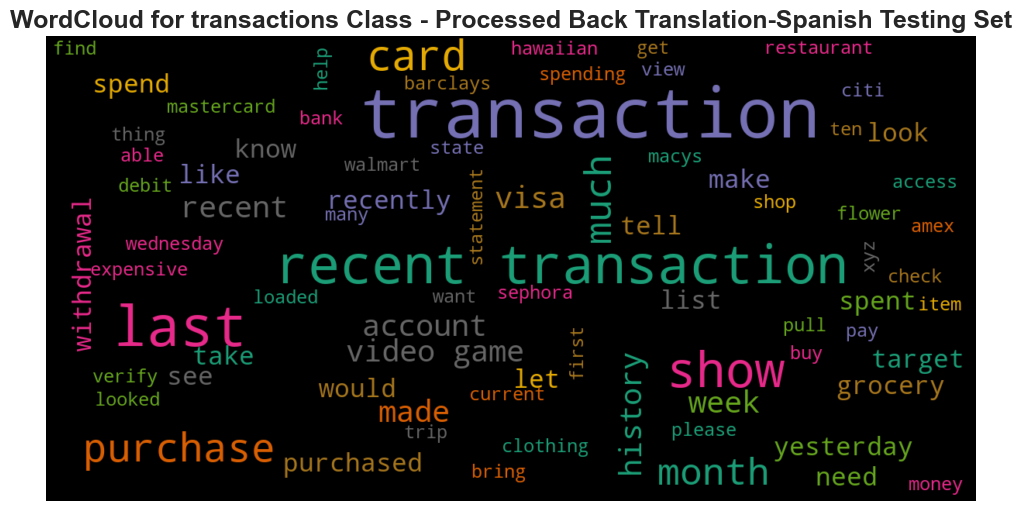 WordCloud for transactions Class - Processed Back Translation-Spanish Testing Set
find
card
hawaiian
get
restaurant
help
spend
barclays
spending
view
citi
mastercard
bank
transaction
ten
look
thing
know
state
able
walmart
macys
debit
like
much
make
access
recent
recently
many
statement
visa
shop
flower
tell
amex
withdrawal
wednesday
expensive
recent transaction
xyz
check
loaded
want
sephora
list
spent
item
last
account
pull
pay
take
video game
first
show
buy
target
verify
see
let
history
looked
would
current
week
grocery
made
trip
please
purchase
clothing
yesterday
purchased
bring
month
need
money